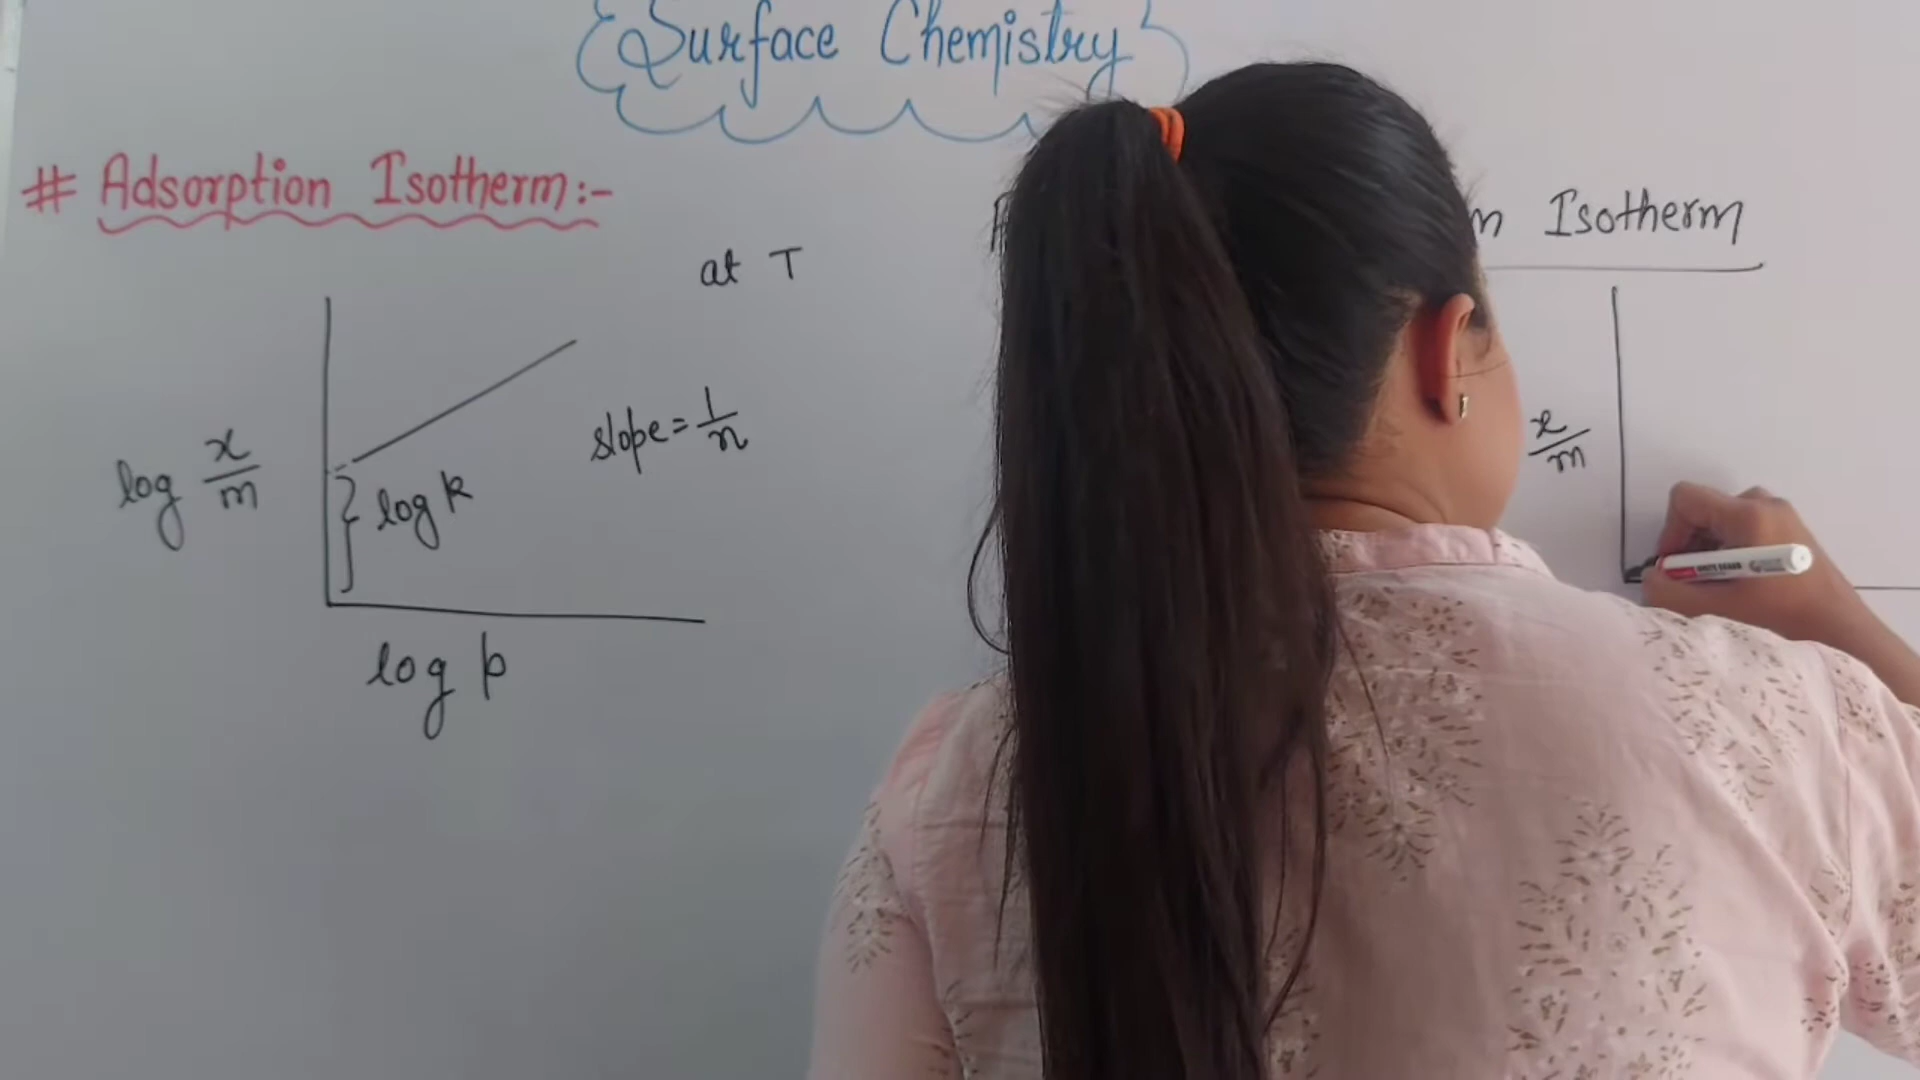 Surface Chemistry
# Adsorption Isotherm:-
at T
log x/m
log k
slope = 1/n
log p
Isotherm
x/m